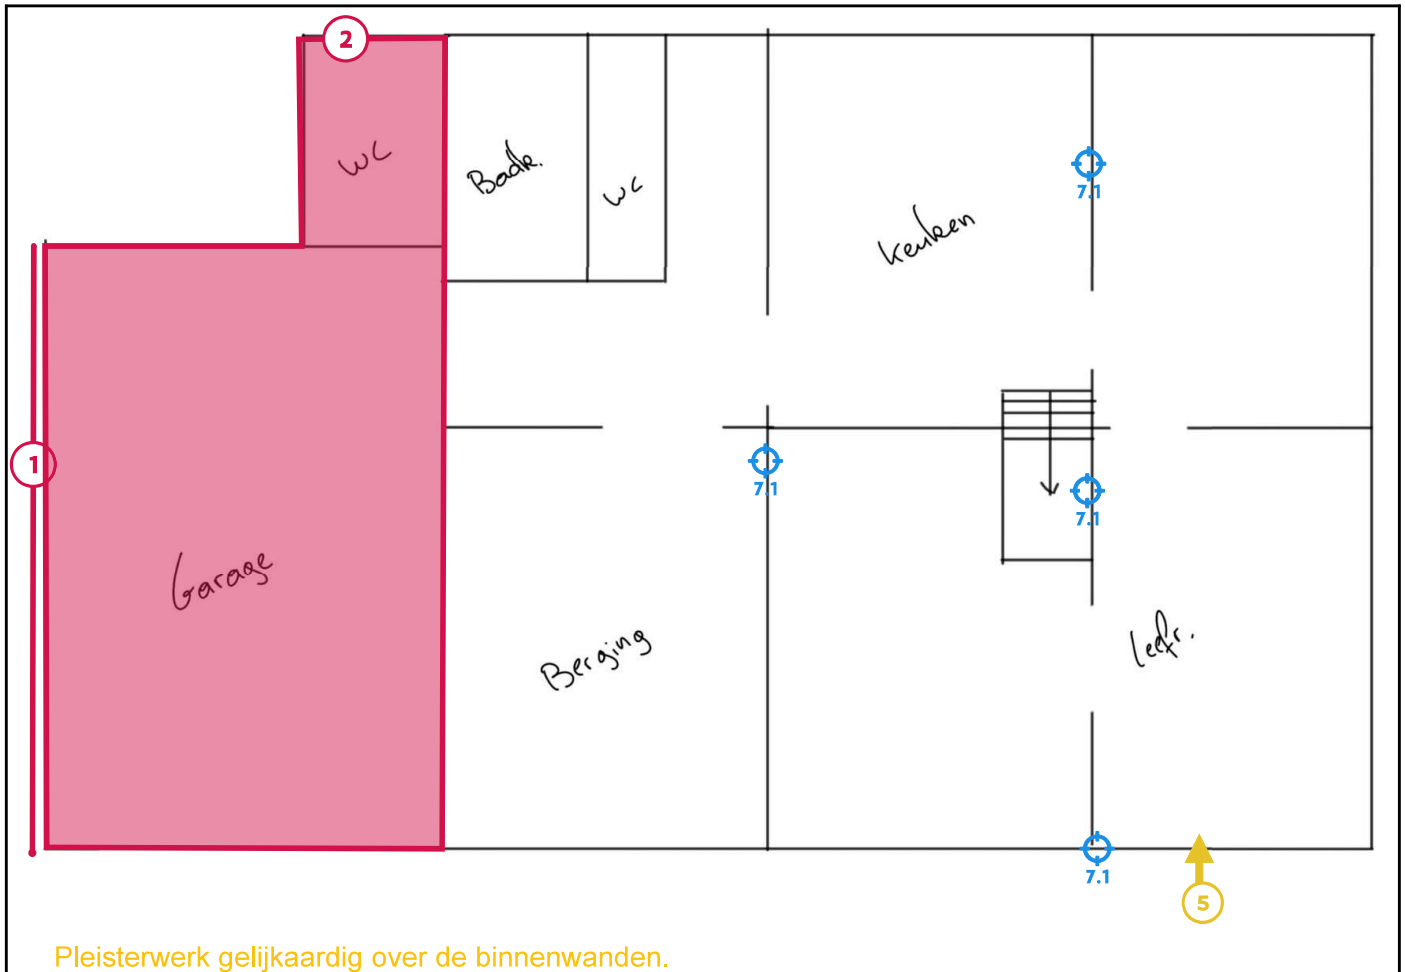 2
WC
Badk.
WC
Keuken
7.1
1
7.1
7.1
Garage
Berging
leefr.
7.1
5
Pleisterwerk gelijkaardig over de binnenwanden.